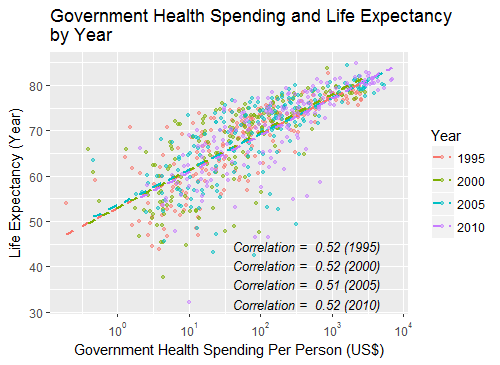 Government Health Spending and Life Expectancy
by Year
Life Expectancy (Year)
80
70
60
50
40
30
Correlation = 0.52 (1995)
Correlation = 0.52 (2000)
Correlation = 0.51 (2005)
Correlation = 0.52 (2010)
10⁰
10¹
10²
10³
10⁴
Government Health Spending Per Person (US$)
Year
1995
2000
2005
2010